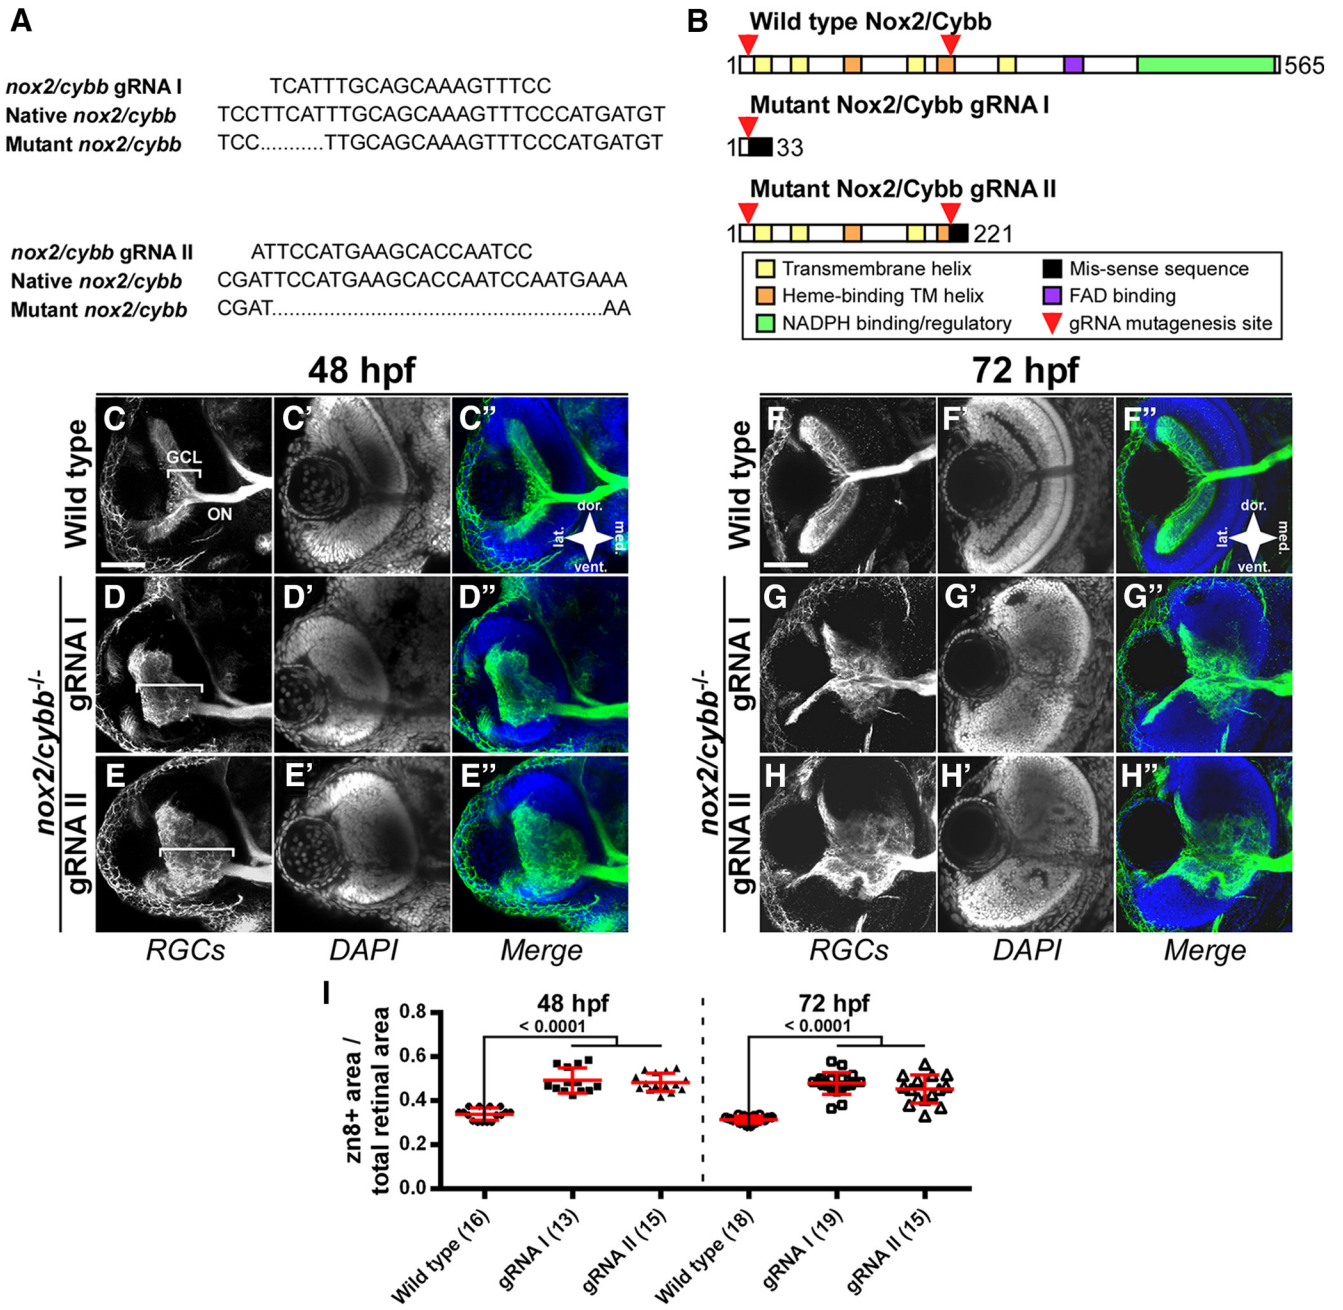 A
nox2/cybb gRNA I TCATTTGCAGCAAAGTTTCC
Native nox2/cybb TCCTTCATTTGCAGCAAAGTTTCCCATGATGT
Mutant nox2/cybb TCC...........TTGCAGCAAAGTTTCCCATGATGT
nox2/cybb gRNA II ATTCCATGAAGCACCAATCC
Native nox2/cybb CGATTCCATGAAGCACCAATCCAATGAAA
Mutant nox2/cybb CGAT.........................................................AA
B
Wild type Nox2/Cybb
1 565
Mutant Nox2/Cybb gRNA I
1 33
Mutant Nox2/Cybb gRNA II
1 221
Transmembrane helix
Heme-binding TM helix
NADPH binding/regulatory
Mis-sense sequence
FAD binding
gRNA mutagenesis site
48 hpf
72 hpf
Wild type
C GCL ON
C'
C" dor. lat. med. vent.
Wild type
F
F'
F" dor. lat. med. vent.
nox2/cybb-/-
gRNA I
D
D'
D"
nox2/cybb-/-
gRNA I
G
G'
G"
gRNA II
E
E'
E"
gRNA II
H
H'
H"
RGCs DAPI Merge
RGCs DAPI Merge
I
48 hpf
72 hpf
< 0.0001
< 0.0001
zn8+ area /
total retinal area
0.8
0.6
0.4
0.2
0.0
Wild type (16)
gRNA I (13)
gRNA II (15)
Wild type (18)
gRNA I (19)
gRNA II (15)